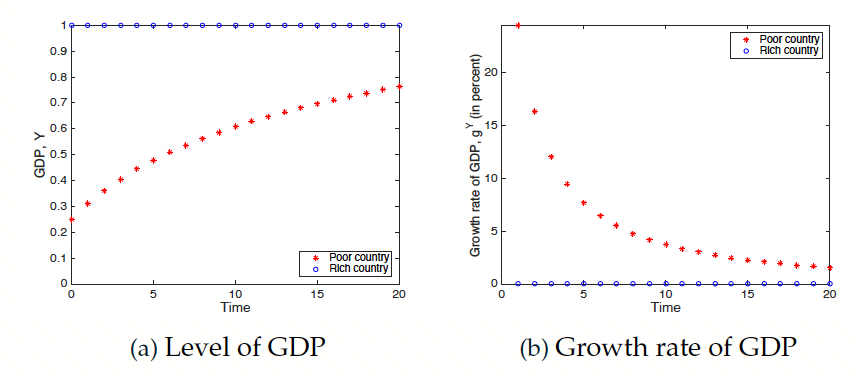 1
0.9
0.8
0.7
0.6
0.5
0.4
0.3
0.2
0.1
0
GDP, Y
0 5 10 15 20
Time
Poor country
Rich country
(a) Level of GDP
20
15
10
5
0
Growth rate of GDP, g^Y (in percent)
0 5 10 15 20
Time
Poor country
Rich country
(b) Growth rate of GDP